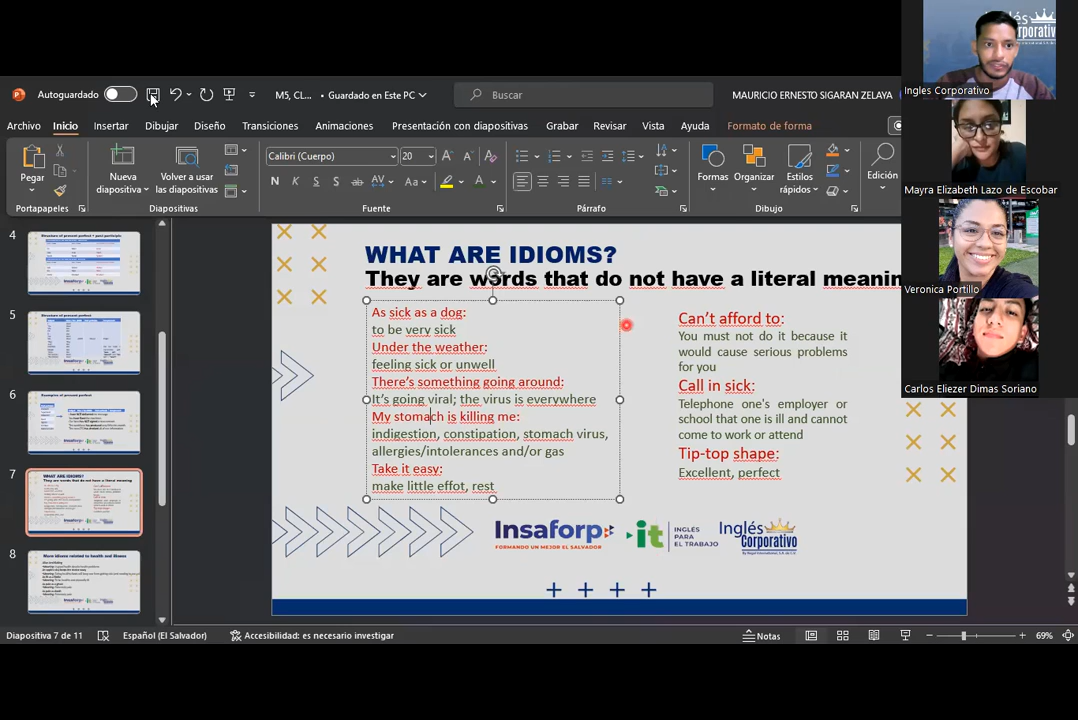 Autoguardado
M5, CL... • Guardado en Este PC
Buscar
MAURICIO ERNESTO SIGARAN ZELAYA
Archivo Inicio Insertar Dibujar Diseño Transiciones Animaciones Presentación con diapositivas Grabar Revisar Vista Ayuda Formato de forma
Pegar
Nueva diapositiva
Volver a usar las diapositivas
Calibri (Cuerpo) 20
N K S S ab AV Aa A
Formas
Organizar
Estilos rápidos
Edición
Portapapeles Diapositivas Fuente Párrafo Dibujo
4
5
6
7
8
WHAT ARE IDIOMS?
They are words that do not have a literal meanin
As sick as a dog:
to be very sick
Under the weather:
feeling sick or unwell
There's something going around:
It's going viral; the virus is everywhere
My stomach is killing me:
indigestion, constipation, stomach virus,
allergies/intolerances and/or gas
Take it easy:
make little effot, rest
Can't afford to:
You must not do it because it
would cause serious problems
for you
Call in sick:
Telephone one's employer or
school that one is ill and cannot
come to work or attend
Tip-top shape:
Excellent, perfect
Insaforp
FORMANDO UN MEJOR EL SALVADOR
it
INGLÉS
PARA
EL TRABAJO
Inglés
Corporativo
Diapositiva 7 de 11
Español (El Salvador)
Accesibilidad: es necesario investigar
Notas
69%
Ingles Corporativo
Mayra Elizabeth Lazo de Escobar
Veronica Portillo
Carlos Eliezer Dimas Soriano